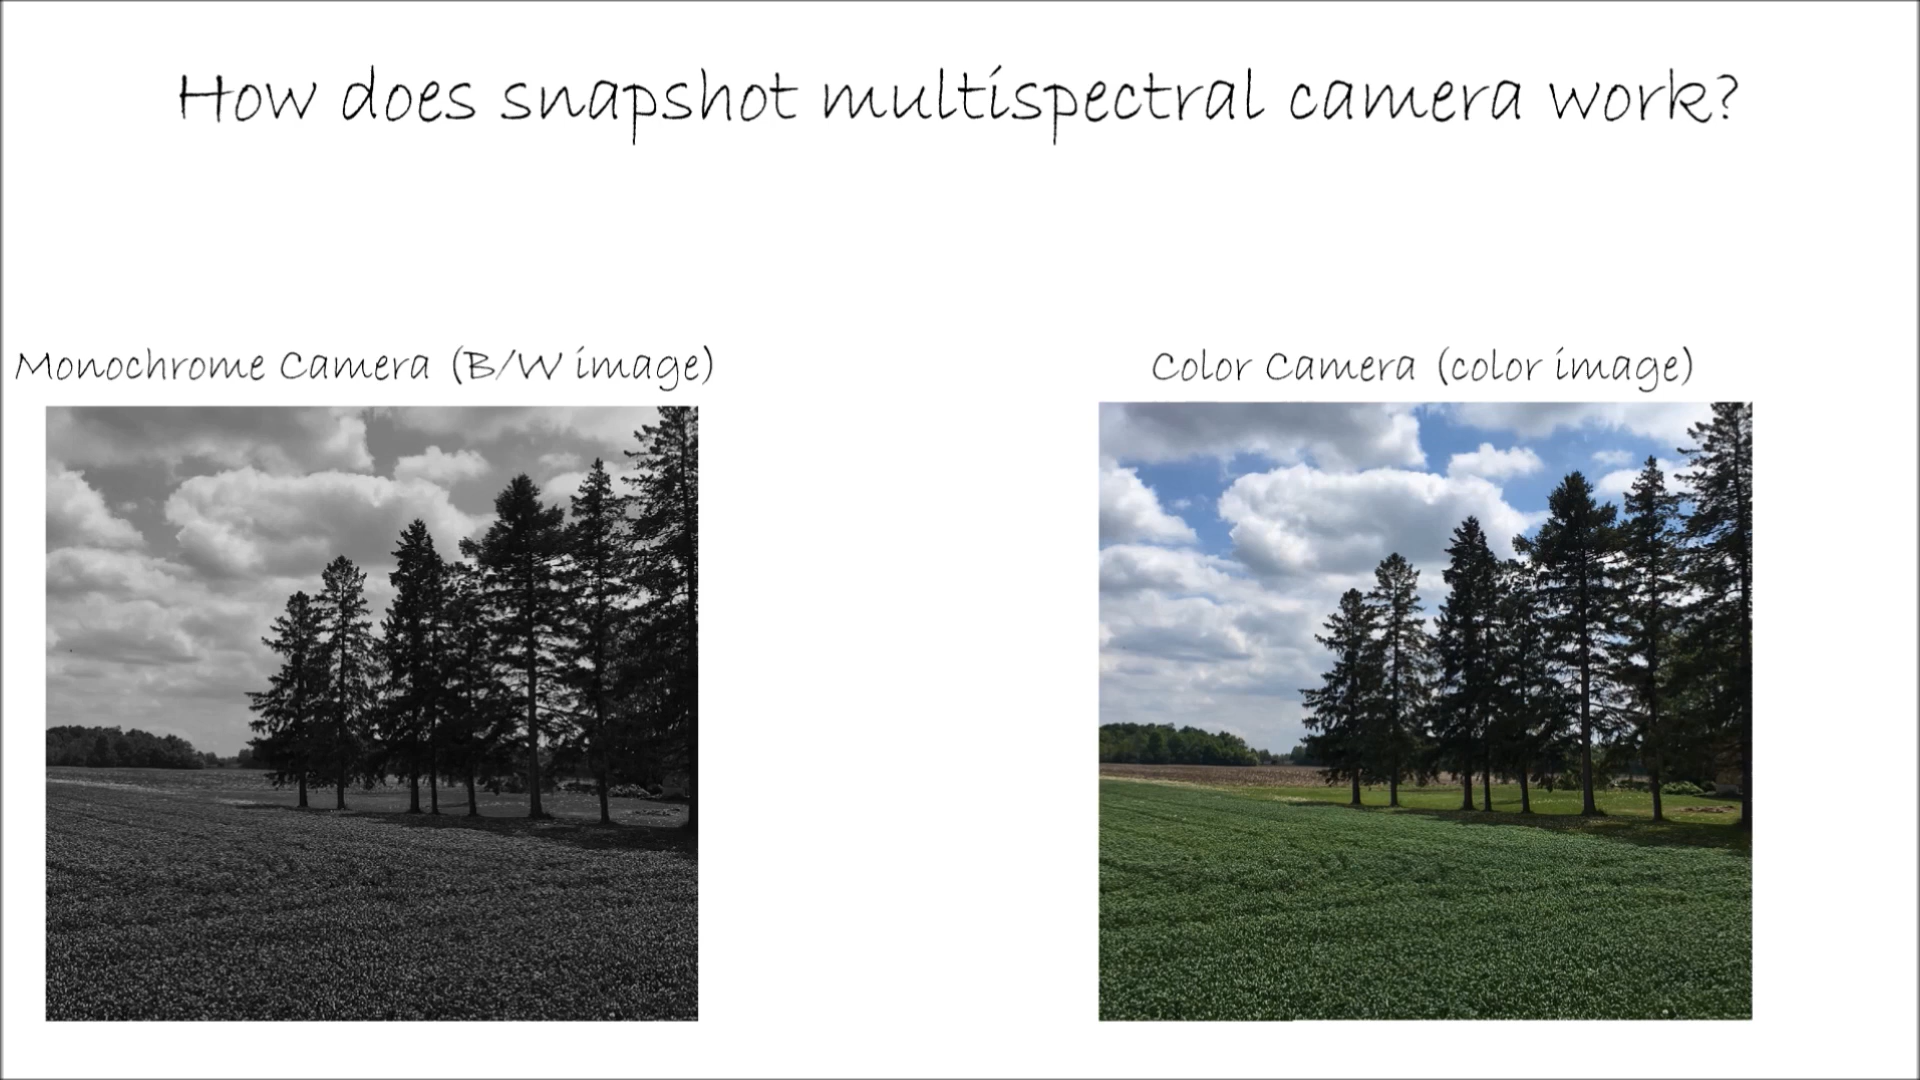 How does snapshot multispectral camera work?
Monochrome Camera (B/W image)
Color Camera (color image)